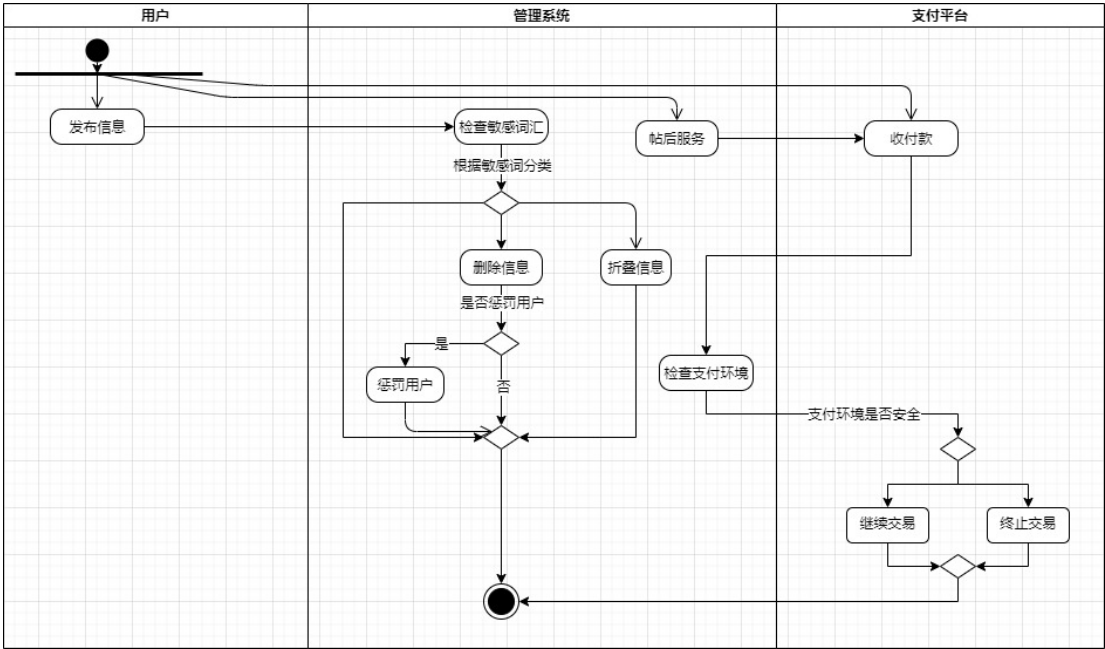 用户
管理系统
支付平台
发布信息
检查敏感词汇
帖后服务
收付款
根据敏感词分类
删除信息
折叠信息
是否惩罚用户
是
惩罚用户
否
检查支付环境
支付环境是否安全
继续交易
终止交易